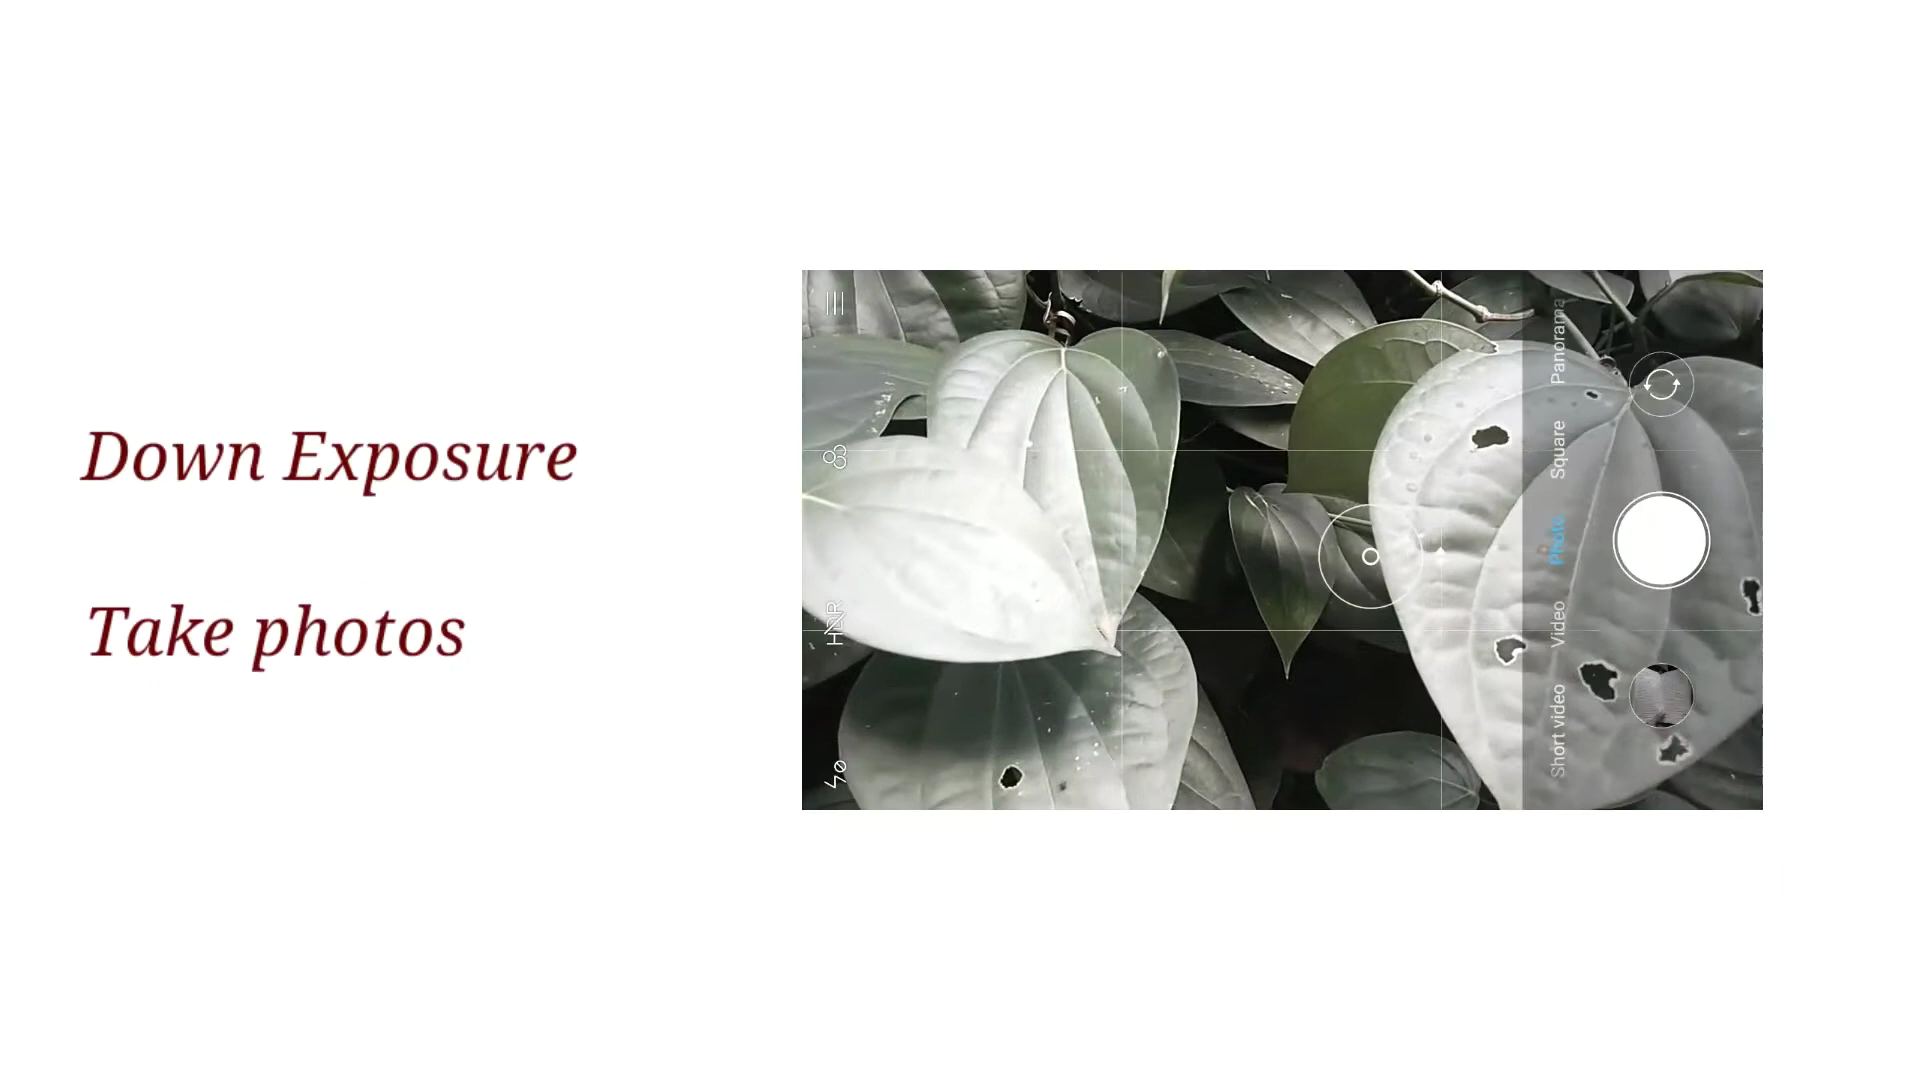 Down Exposure
Take photos
HDR
Panorama
Square
Photo
Video
Short video